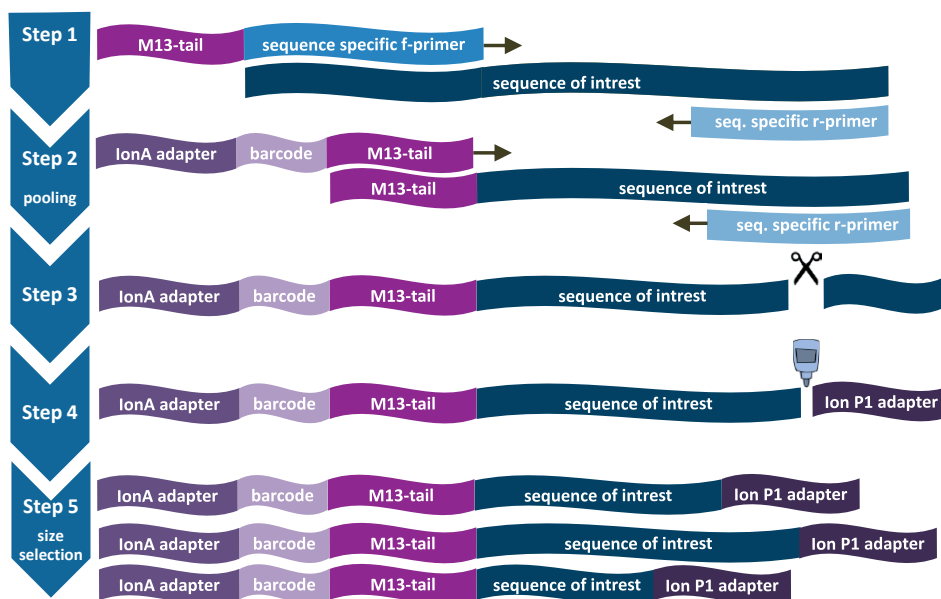 Step 1
M13-tail
sequence specific f-primer
sequence of intrest
seq. specific r-primer
Step 2
pooling
IonA adapter
barcode
M13-tail
M13-tail
sequence of intrest
seq. specific r-primer
Step 3
IonA adapter
barcode
M13-tail
sequence of intrest
Step 4
IonA adapter
barcode
M13-tail
sequence of intrest
Ion P1 adapter
Step 5
size
selection
IonA adapter
barcode
M13-tail
sequence of intrest
Ion P1 adapter
IonA adapter
barcode
M13-tail
sequence of intrest
Ion P1 adapter
IonA adapter
barcode
M13-tail
sequence of intrest
Ion P1 adapter